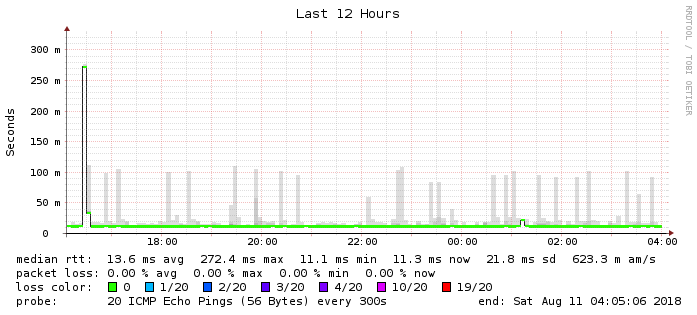 Last 12 Hours
RRDTOOL / TOBI OETIKER
Seconds
300 m
250 m
200 m
150 m
100 m
50 m
0
18:00 20:00 22:00 00:00 02:00 04:00
median rtt: 13.6 ms avg 272.4 ms max 11.1 ms min 11.3 ms now 21.8 ms sd 623.3 m am/s
packet loss: 0.00 % avg 0.00 % max 0.00 % min 0.00 % now
loss color: 0 1/20 2/20 3/20 4/20 10/20 19/20
probe: 20 ICMP Echo Pings (56 Bytes) every 300s end: Sat Aug 11 04:05:06 2018